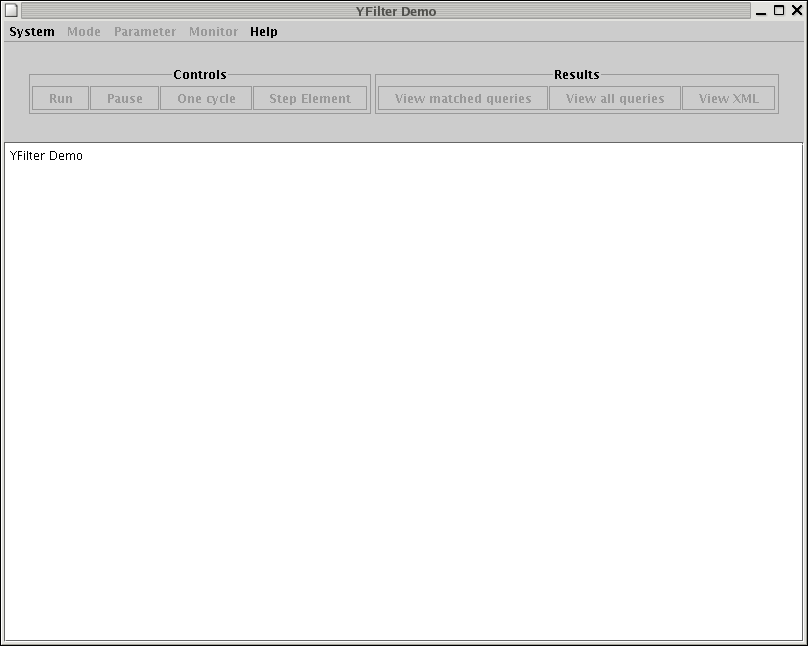 YFilter Demo
System Mode Parameter Monitor Help
Controls Results
Run Pause One cycle Step Element View matched queries View all queries View XML
YFilter Demo